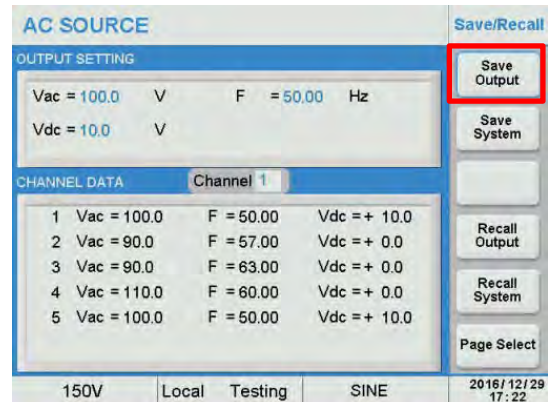 AC SOURCE
Save/Recall
OUTPUT SETTING
Vac = 100.0 V F = 50.00 Hz
Vdc = 10.0 V
CHANNEL DATA Channel 1
1 Vac = 100.0 F = 50.00 Vdc = + 10.0
2 Vac = 90.0 F = 57.00 Vdc = + 0.0
3 Vac = 90.0 F = 63.00 Vdc = + 0.0
4 Vac = 110.0 F = 60.00 Vdc = + 0.0
5 Vac = 100.0 F = 50.00 Vdc = + 10.0
Save
Output
Save
System
Recall
Output
Recall
System
Page Select
150V Local Testing SINE
2016/12/29
17:22